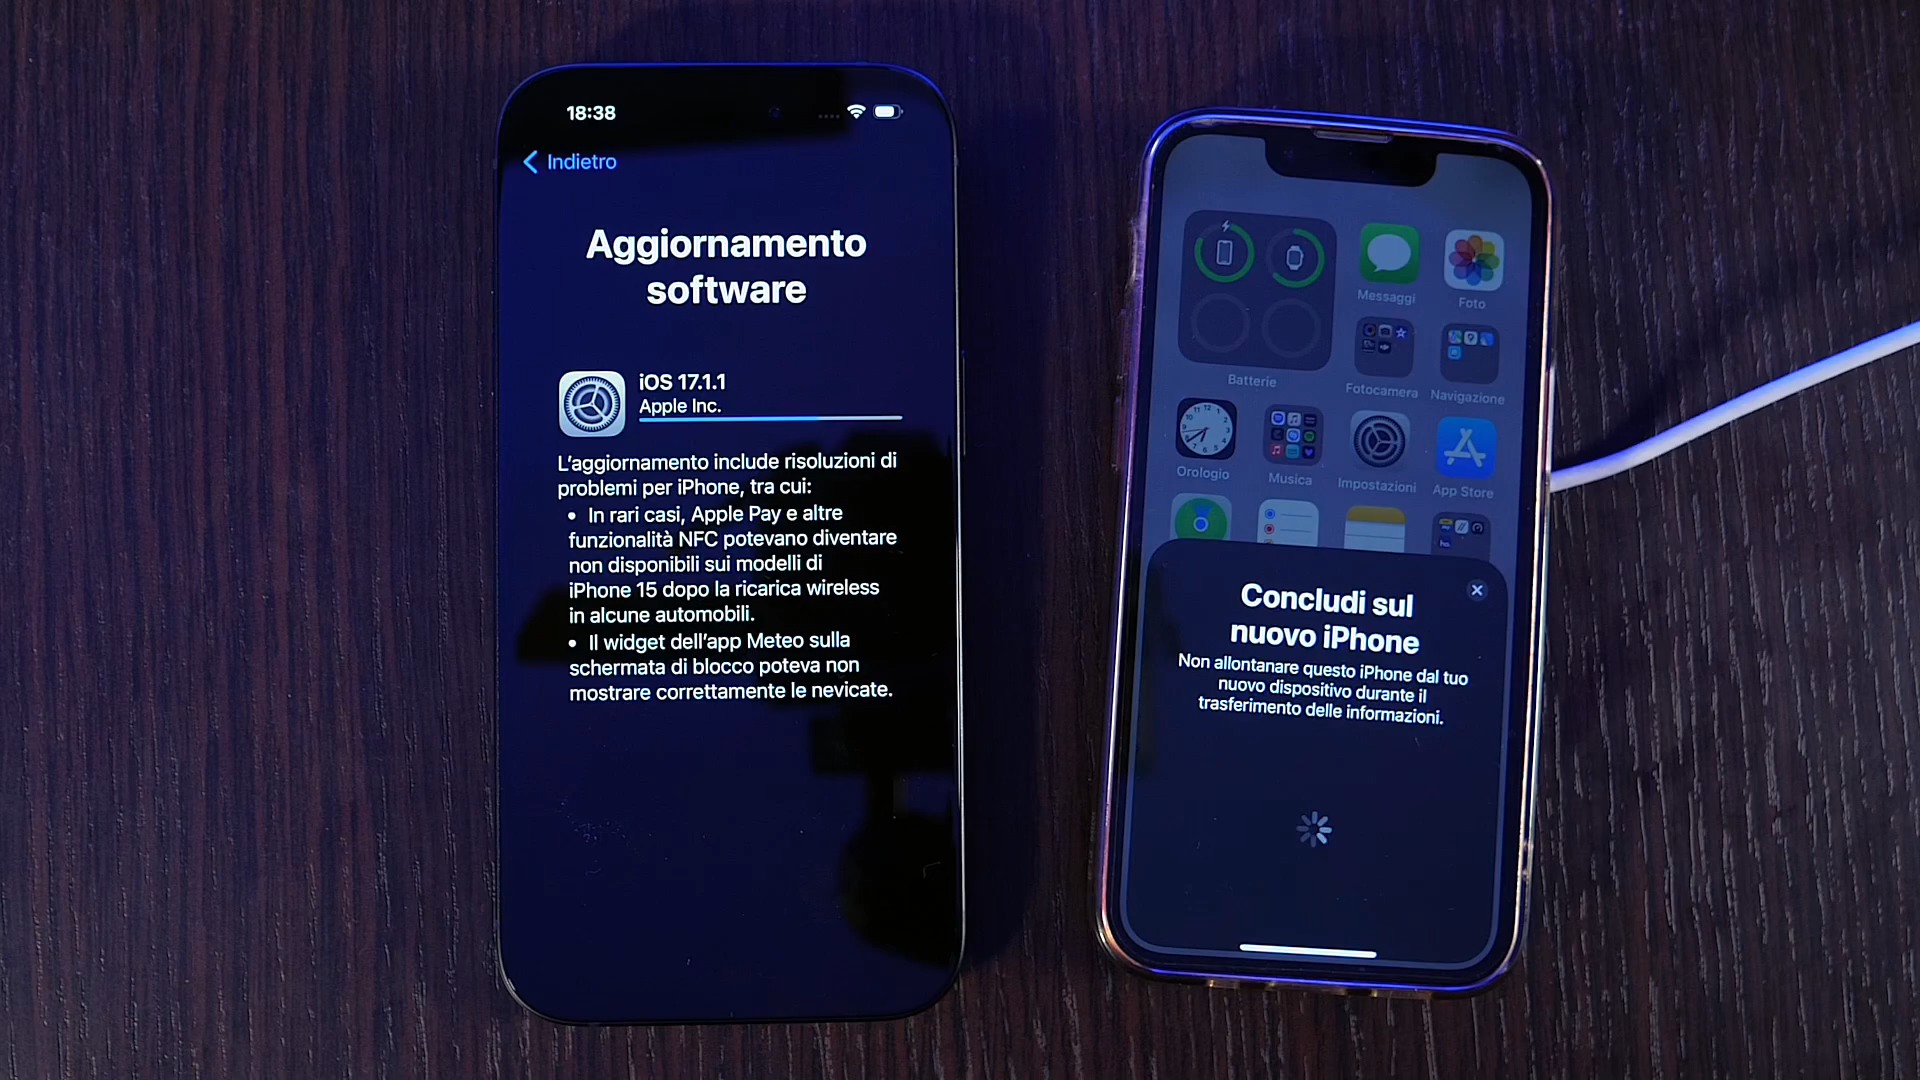 18:38
Indietro
Aggiornamento
software
iOS 17.1.1
Apple Inc.
L'aggiornamento include risoluzioni di
problemi per iPhone, tra cui:
• In rari casi, Apple Pay e altre
funzionalità NFC potevano diventare
non disponibili sui modelli di
iPhone 15 dopo la ricarica wireless
in alcune automobili.
• Il widget dell'app Meteo sulla
schermata di blocco poteva non
mostrare correttamente le nevicate.
Batterie
Messaggi
Foto
Fotocamera
Navigazione
Orologio
Musica
Impostazioni
App Store
Concludi sul
nuovo iPhone
Non allontanare questo iPhone dal tuo
nuovo dispositivo durante il
trasferimento delle informazioni.